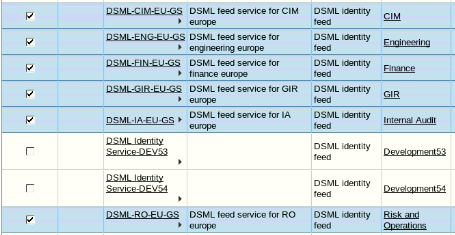 DSML-CIM-EU-GS DSML feed service for CIM DSML identity CIM
europe feed
DSML-ENG-EU-GS DSML feed service for DSML identity Engineering
engineering europe feed
DSML-FIN-EU-GS DSML feed service for DSML identity Finance
finance europe feed
DSML-GIR-EU-GS DSML feed service for GIR DSML identity GIR
europe feed
DSML-IA-EU-GS DSML feed service for IA DSML identity Internal Audit
europe feed
DSML Identity DSML identity Development53
Service-DEV53 feed
DSML Identity DSML identity Development54
Service-DEV54 feed
DSML-RO-EU-GS DSML feed service for RO DSML identity Risk and
europe feed Operations